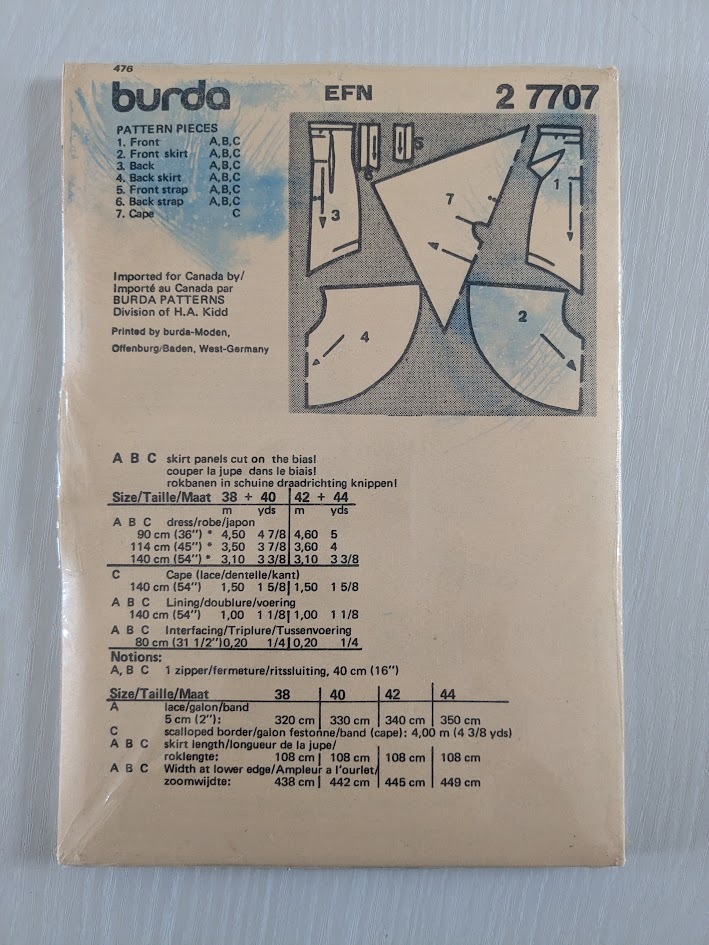 476
burda EFN 2 7707
PATTERN PIECES
1. Front A,B,C
2. Front skirt A,B,C
3. Back A,B,C
4. Back skirt A,B,C
5. Front strap A,B,C
6. Back strap A,B,C
7. Cape C
Imported for Canada by/
Importé au Canada par
BURDA PATTERNS
Division of H.A. Kidd
Printed by burda-Moden,
Offenburg/Baden, West-Germany
3
6
5
7
1
4
2
A B C skirt panels cut on the bias!
couper la jupe dans le biais!
rokbanen in schuine draadrichting knippen!
Size/Taille/Maat 38 + 40 42 + 44
m yds m yds
A B C dress/robe/japon
90 cm (36") * 4,50 4 7/8 4,60 5
114 cm (45") * 3,50 3 7/8 3,60 4
140 cm (54") * 3,10 3 3/8 3,10 3 3/8
C Cape (lace/dentelle/kant)
140 cm (54") 1,50 1 5/8 1,50 1 5/8
A B C Lining/doublure/voering
140 cm (54") 1,00 1 1/8 1,00 1 1/8
A B C Interfacing/Triplure/Tussenvoering
80 cm (31 1/2") 0,20 1/4 0,20 1/4
Notions:
A, B C 1 zipper/fermeture/ritssluiting, 40 cm (16")
Size/Taille/Maat 38 40 42 44
A lace/galon/band
5 cm (2"): 320 cm 330 cm 340 cm 350 cm
C scalloped border/galon festonne/band (cape): 4,00 m (4 3/8 yds)
A B C skirt length/longueur de la jupe/
roklengte: 108 cm 108 cm 108 cm 108 cm
A B C Width at lower edge/Ampleur a l'ourlet/
zoomwijdte: 438 cm 442 cm 445 cm 449 cm